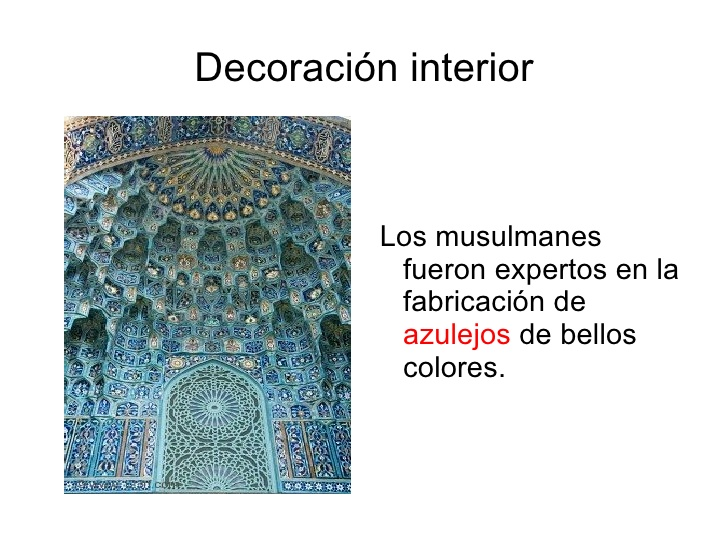 Decoración interior
Los musulmanes
fueron expertos en la
fabricación de
azulejos de bellos
colores.